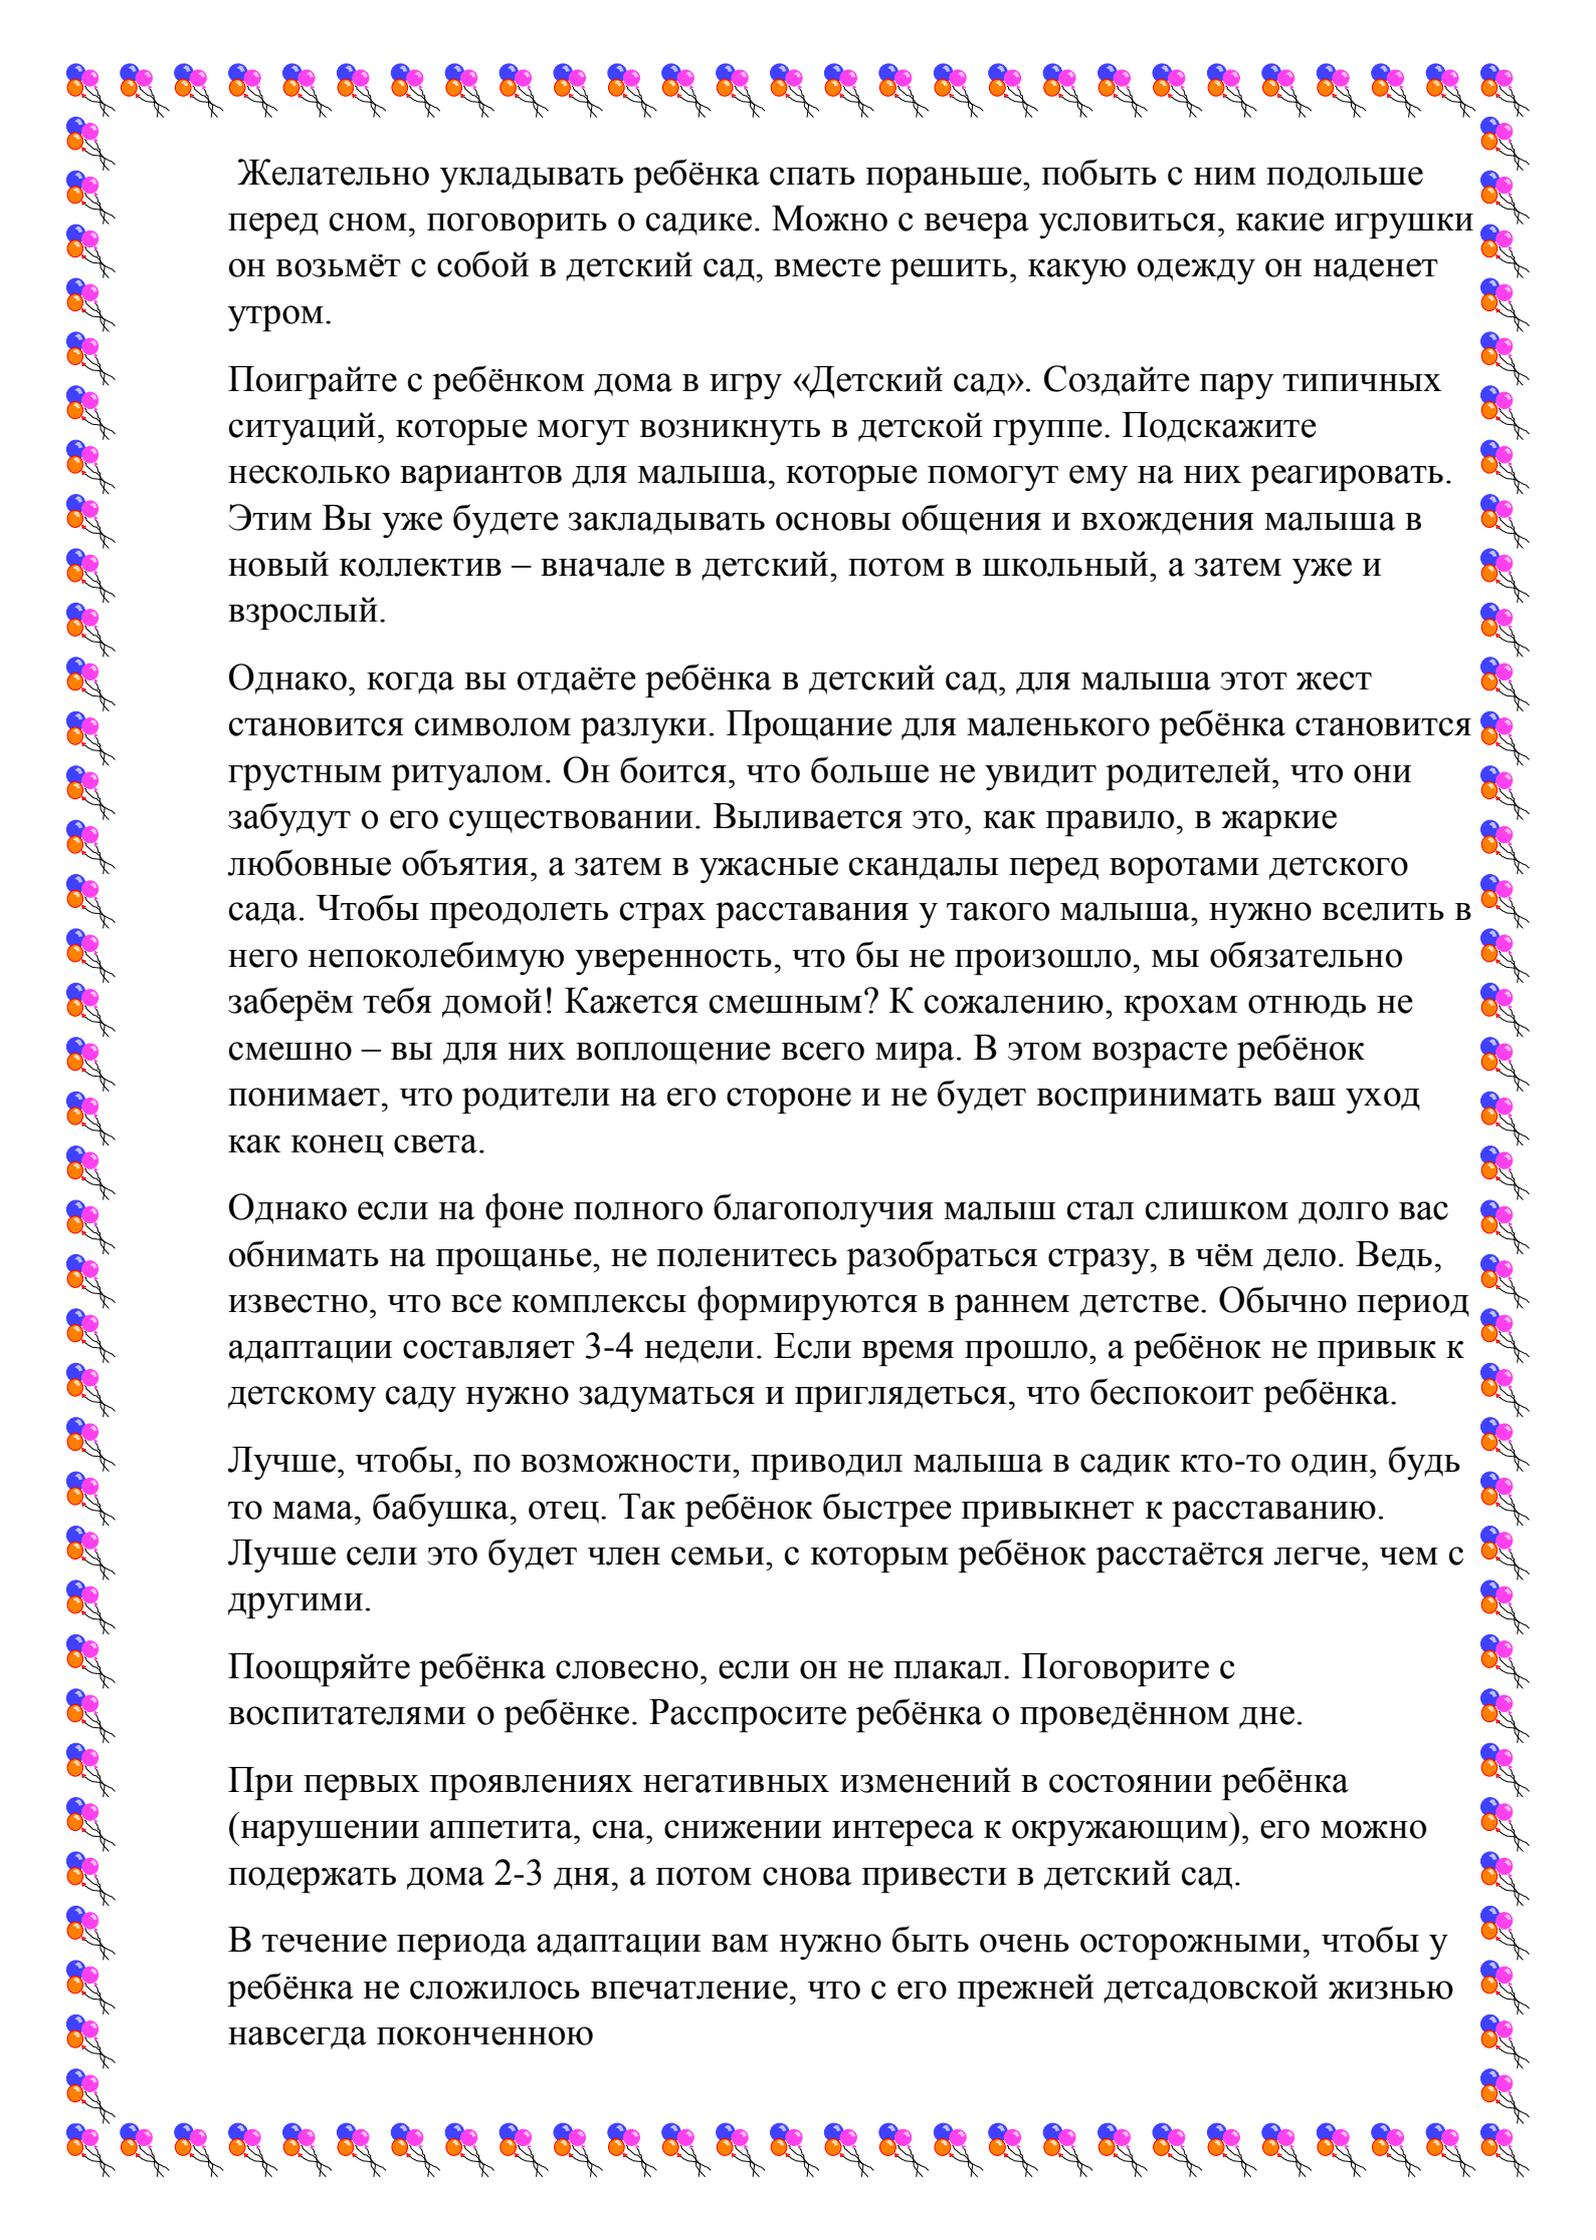 Желательно укладывать ребёнка спать пораньше, побыть с ним подольше
перед сном, поговорить о садике. Можно с вечера условиться, какие игрушки
он возьмёт с собой в детский сад, вместе решить, какую одежду он наденет
утром.
Поиграйте с ребёнком дома в игру «Детский сад». Создайте пару типичных
ситуаций, которые могут возникнуть в детской группе. Подскажите
несколько вариантов для малыша, которые помогут ему на них реагировать.
Этим Вы уже будете закладывать основы общения и вхождения малыша в
новый коллектив – вначале в детский, потом в школьный, а затем уже и
взрослый.
Однако, когда вы отдаёте ребёнка в детский сад, для малыша этот жест
становится символом разлуки. Прощание для маленького ребёнка становится
грустным ритуалом. Он боится, что больше не увидит родителей, что они
забудут о его существовании. Выливается это, как правило, в жаркие
любовные объятия, а затем в ужасные скандалы перед воротами детского
сада. Чтобы преодолеть страх расставания у такого малыша, нужно вселить в
него непоколебимую уверенность, что бы не произошло, мы обязательно
заберём тебя домой! Кажется смешным? К сожалению, крохам отнюдь не
смешно – вы для них воплощение всего мира. В этом возрасте ребёнок
понимает, что родители на его стороне и не будет воспринимать ваш уход
как конец света.
Однако если на фоне полного благополучия малыш стал слишком долго вас
обнимать на прощанье, не поленитесь разобраться стразу, в чём дело. Ведь,
известно, что все комплексы формируются в раннем детстве. Обычно период
адаптации составляет 3-4 недели. Если время прошло, а ребёнок не привык к
детскому саду нужно задуматься и приглядеться, что беспокоит ребёнка.
Лучше, чтобы, по возможности, приводил малыша в садик кто-то один, будь
то мама, бабушка, отец. Так ребёнок быстрее привыкнет к расставанию.
Лучше сели это будет член семьи, с которым ребёнок расстаётся легче, чем с
другими.
Поощряйте ребёнка словесно, если он не плакал. Поговорите с
воспитателями о ребёнке. Расспросите ребёнка о проведённом дне.
При первых проявлениях негативных изменений в состоянии ребёнка
(нарушении аппетита, сна, снижении интереса к окружающим), его можно
подержать дома 2-3 дня, а потом снова привести в детский сад.
В течение периода адаптации вам нужно быть очень осторожными, чтобы у
ребёнка не сложилось впечатление, что с его прежней детсадовской жизнью
навсегда поконченною